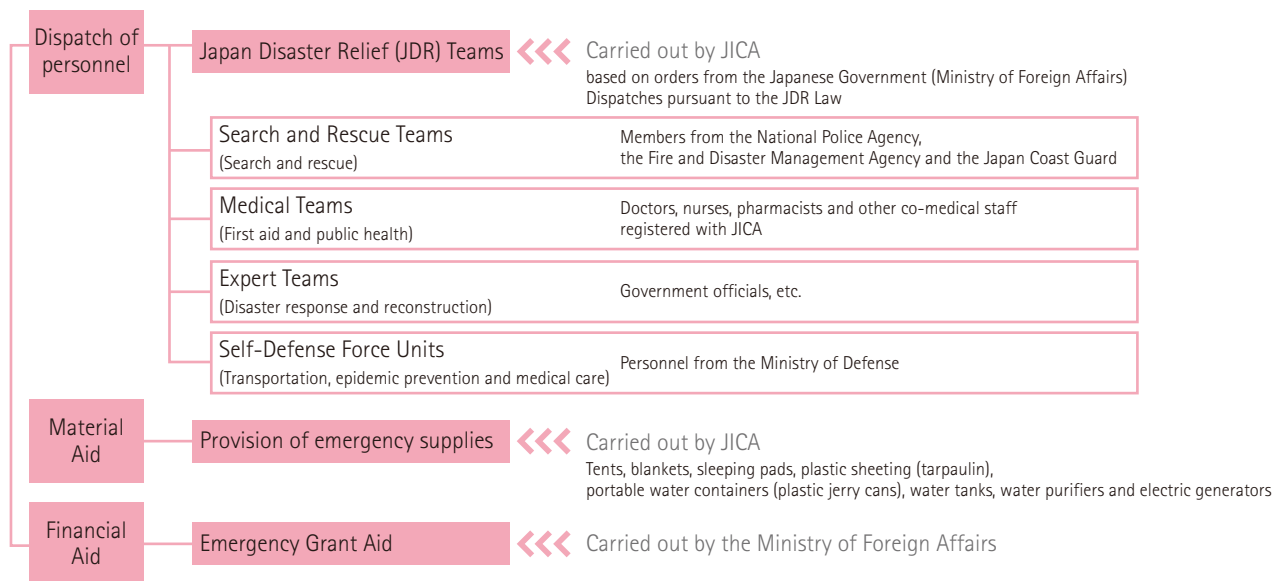 Dispatch of
personnel
Japan Disaster Relief (JDR) Teams
Carried out by JICA
based on orders from the Japanese Government (Ministry of Foreign Affairs)
Dispatches pursuant to the JDR Law
Search and Rescue Teams
(Search and rescue)
Members from the National Police Agency,
the Fire and Disaster Management Agency and the Japan Coast Guard
Medical Teams
(First aid and public health)
Doctors, nurses, pharmacists and other co-medical staff
registered with JICA
Expert Teams
(Disaster response and reconstruction)
Government officials, etc.
Self-Defense Force Units
(Transportation, epidemic prevention and medical care)
Personnel from the Ministry of Defense
Material
Aid
Provision of emergency supplies
Carried out by JICA
Tents, blankets, sleeping pads, plastic sheeting (tarpaulin),
portable water containers (plastic jerry cans), water tanks, water purifiers and electric generators
Financial
Aid
Emergency Grant Aid
Carried out by the Ministry of Foreign Affairs